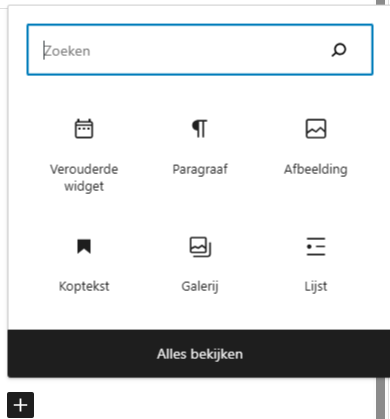 Zoeken
Verouderde widget
Paragraaf
Afbeelding
Koptekst
Galerij
Lijst
Alles bekijken